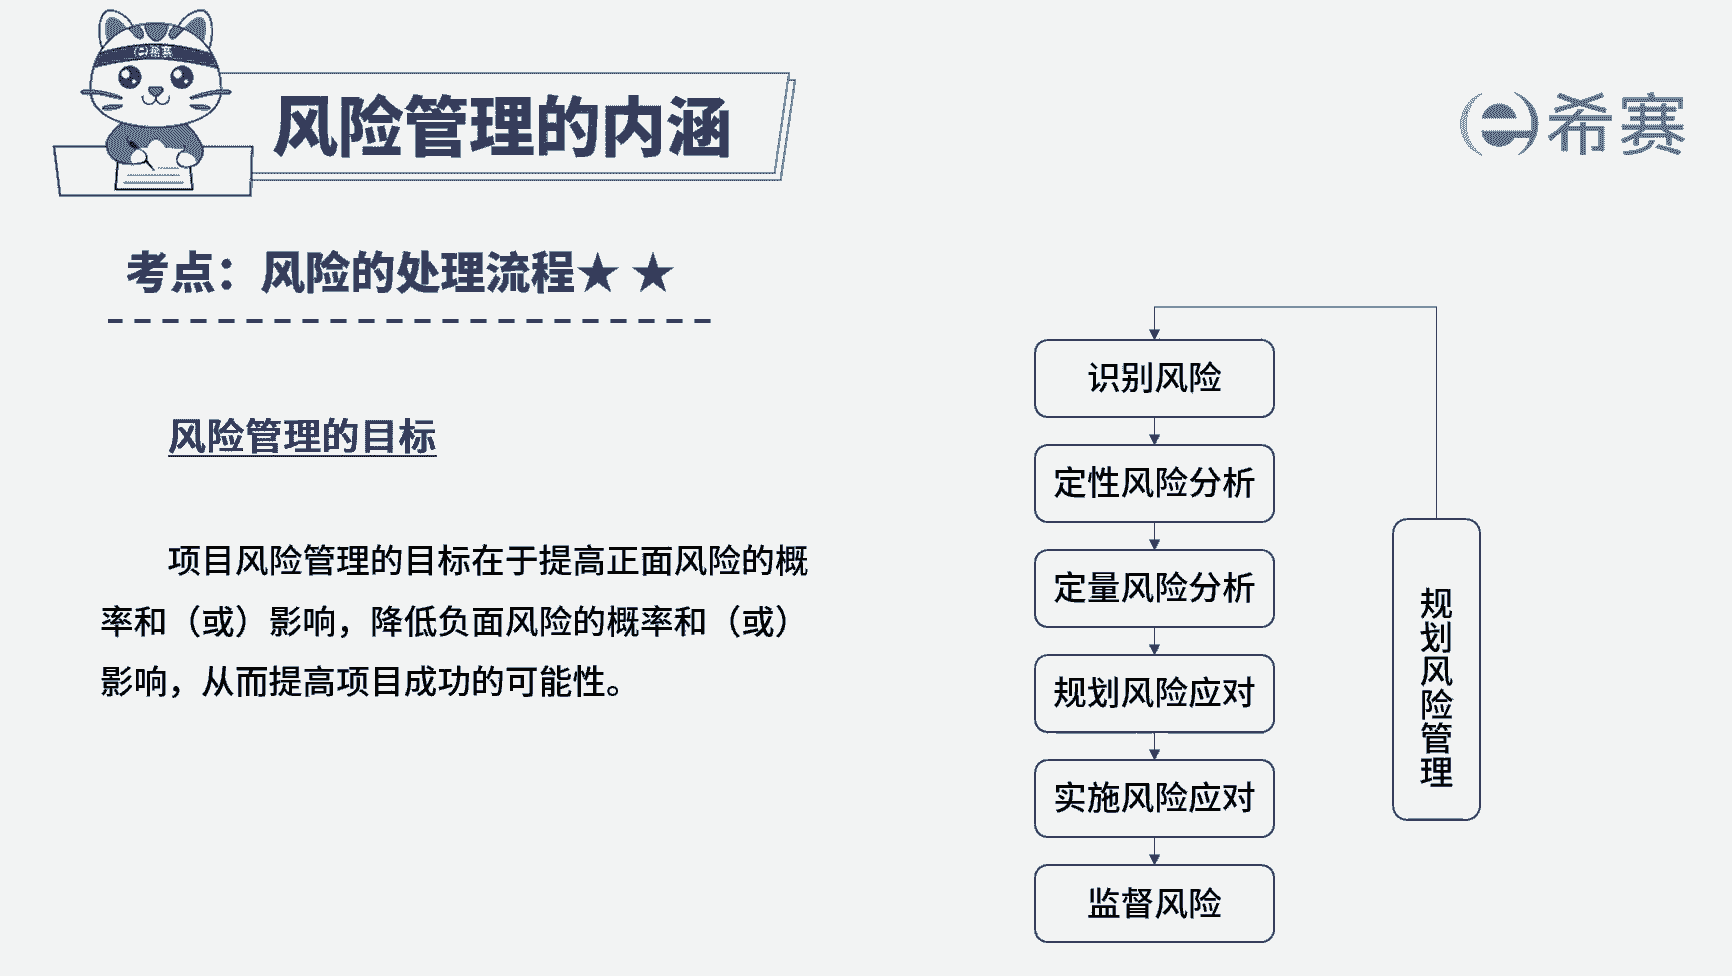 希赛
风险管理的内涵
希赛
考点：风险的处理流程★ ★
风险管理的目标
项目风险管理的目标在于提高正面风险的概
率和（或）影响，降低负面风险的概率和（或）
影响，从而提高项目成功的可能性。
识别风险
定性风险分析
定量风险分析
规划风险应对
实施风险应对
监督风险
规划风险管理